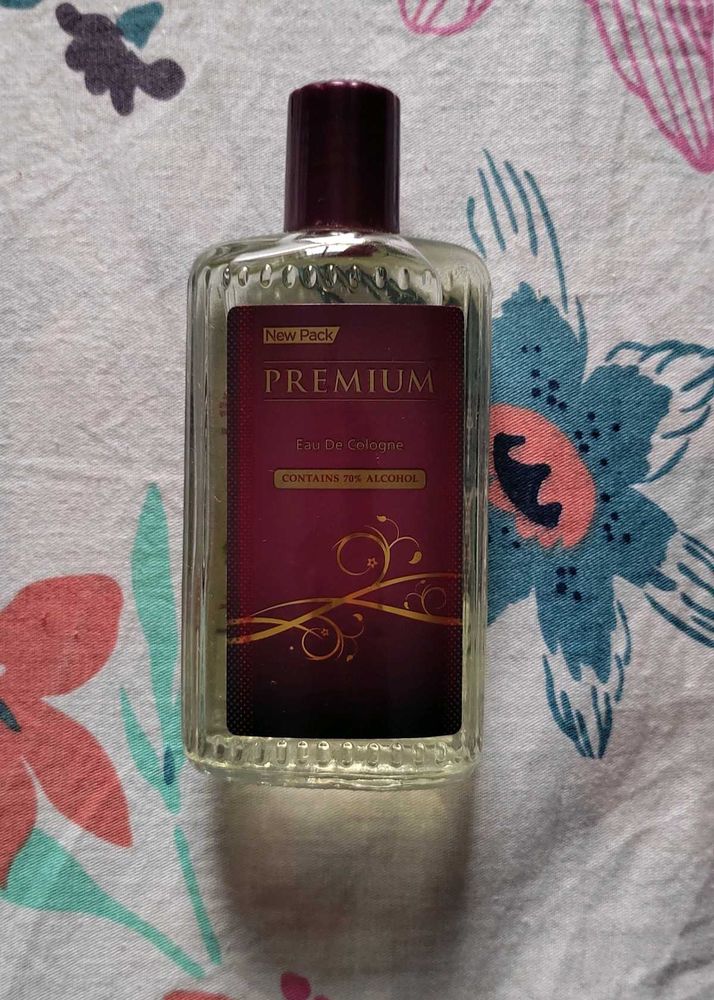 New Pack
PREMIUM
Eau De Cologne
CONTAINS 70% ALCOHOL